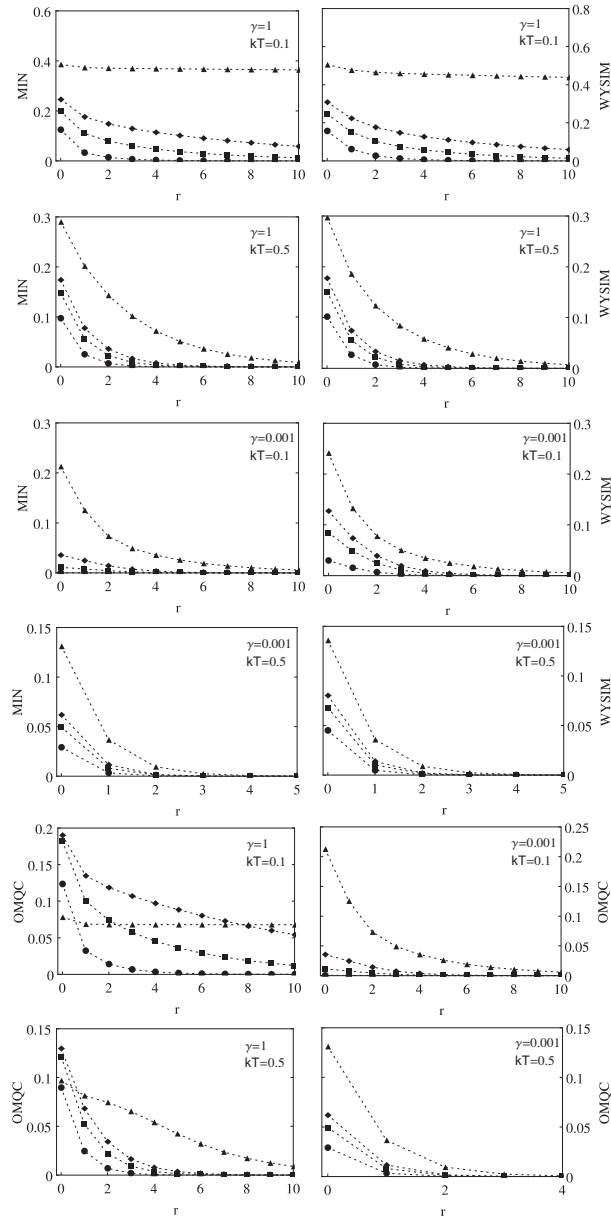 0.6
0.4
0.2
0
MIN
γ=1
kT=0.1
0 2 4 6 8 10
r
0.8
0.6
0.4
0.2
0
WYSIM
γ=1
kT=0.1
0 2 4 6 8 10
r
0.3
0.2
0.1
0
MIN
γ=1
kT=0.5
0 2 4 6 8 10
r
0.3
0.2
0.1
0
WYSIM
γ=1
kT=0.5
0 2 4 6 8 10
r
0.3
0.2
0.1
0
MIN
γ=0.001
kT=0.1
0 2 4 6 8 10
r
0.3
0.2
0.1
0
WYSIM
γ=0.001
kT=0.1
0 2 4 6 8 10
r
0.15
0.1
0.05
0
MIN
γ=0.001
kT=0.5
0 1 2 3 4 5
r
0.15
0.1
0.05
0
WYSIM
γ=0.001
kT=0.5
0 1 2 3 4 5
r
0.2
0.15
0.1
0.05
0
OMQC
γ=1
kT=0.1
0 2 4 6 8 10
r
0.25
0.20
0.15
0.10
0.05
0
OMQC
γ=0.001
kT=0.1
0 2 4 6 8 10
r
0.15
0.1
0.05
0
OMQC
γ=1
kT=0.5
0 2 4 6 8 10
r
0.15
0.1
0.05
0
OMQC
γ=0.001
kT=0.5
0 2 4
r